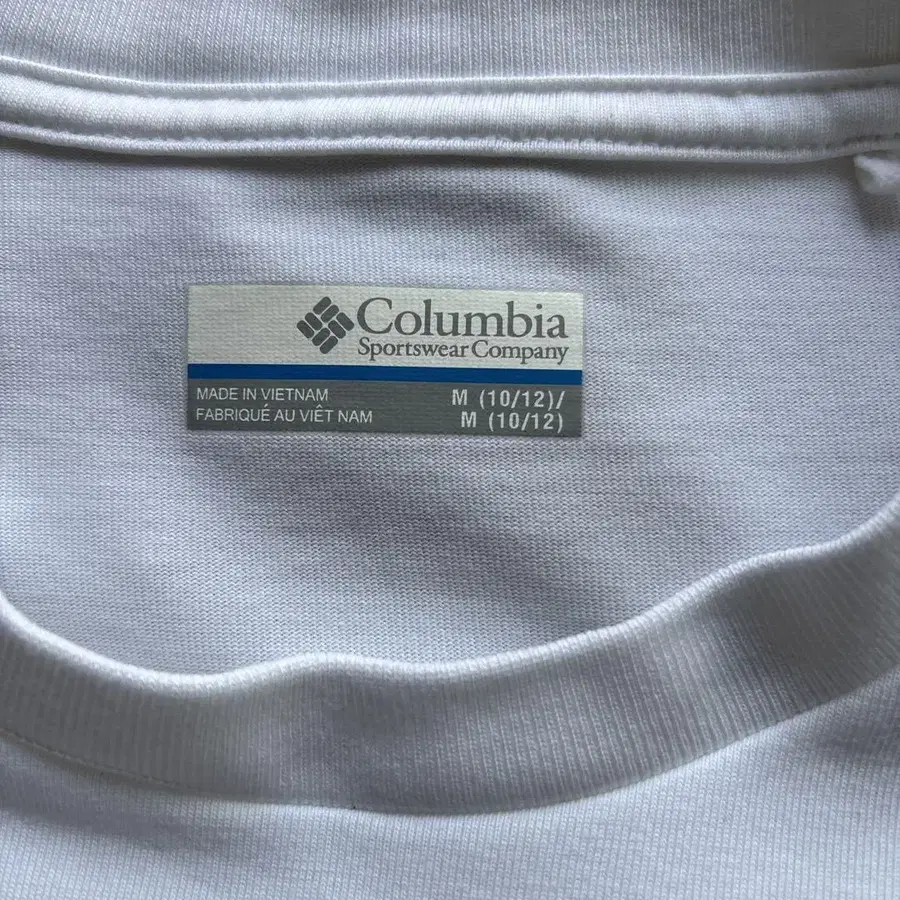 Columbia
Sportswear Company
MADE IN VIETNAM
FABRIQUÉ AU VIÊT NAM
M (10/12)/
M (10/12)